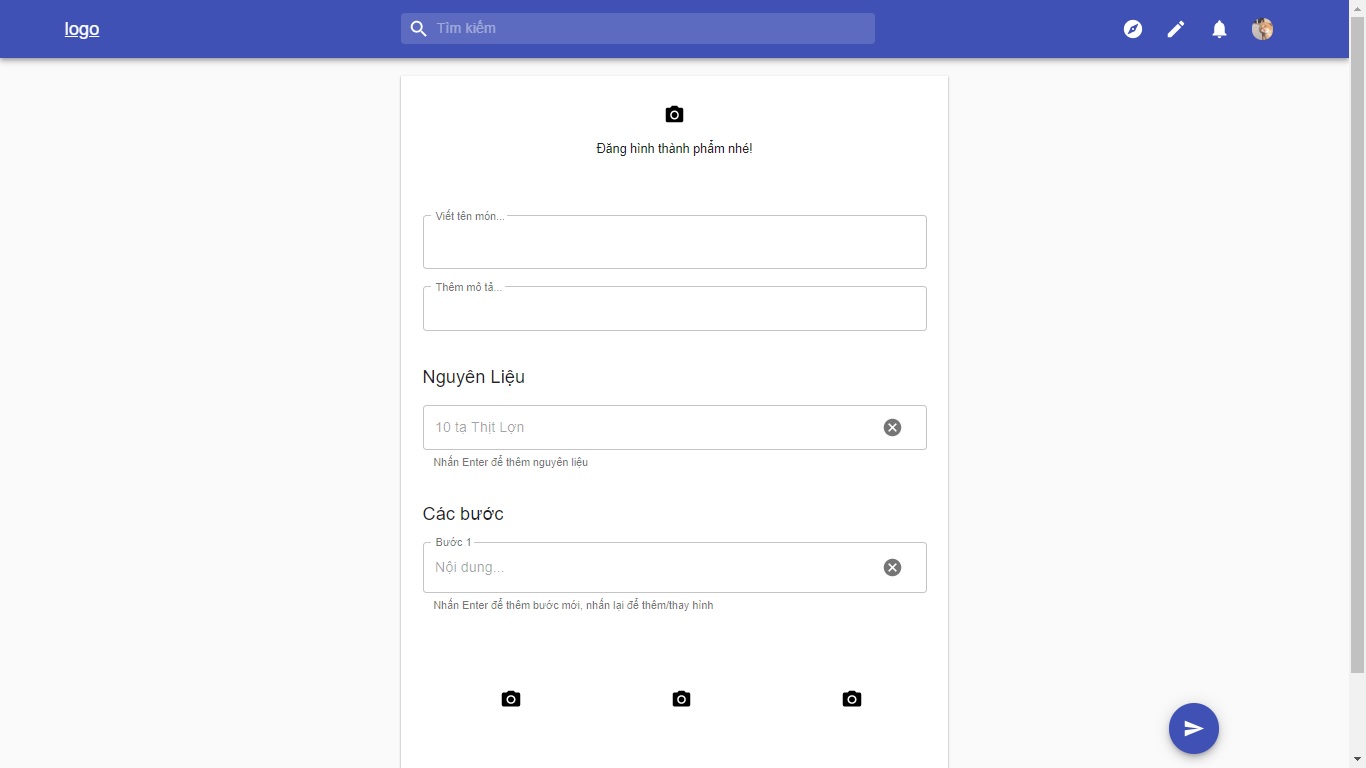 logo
Tìm kiếm
Đăng hình thành phẩm nhé!
Viết tên món...
Thêm mô tả...
Nguyên Liệu
10 tạ Thịt Lợn
Nhấn Enter để thêm nguyên liệu
Các bước
Bước 1
Nội dung...
Nhấn Enter để thêm bước mới, nhấn lại để thêm/thay hình